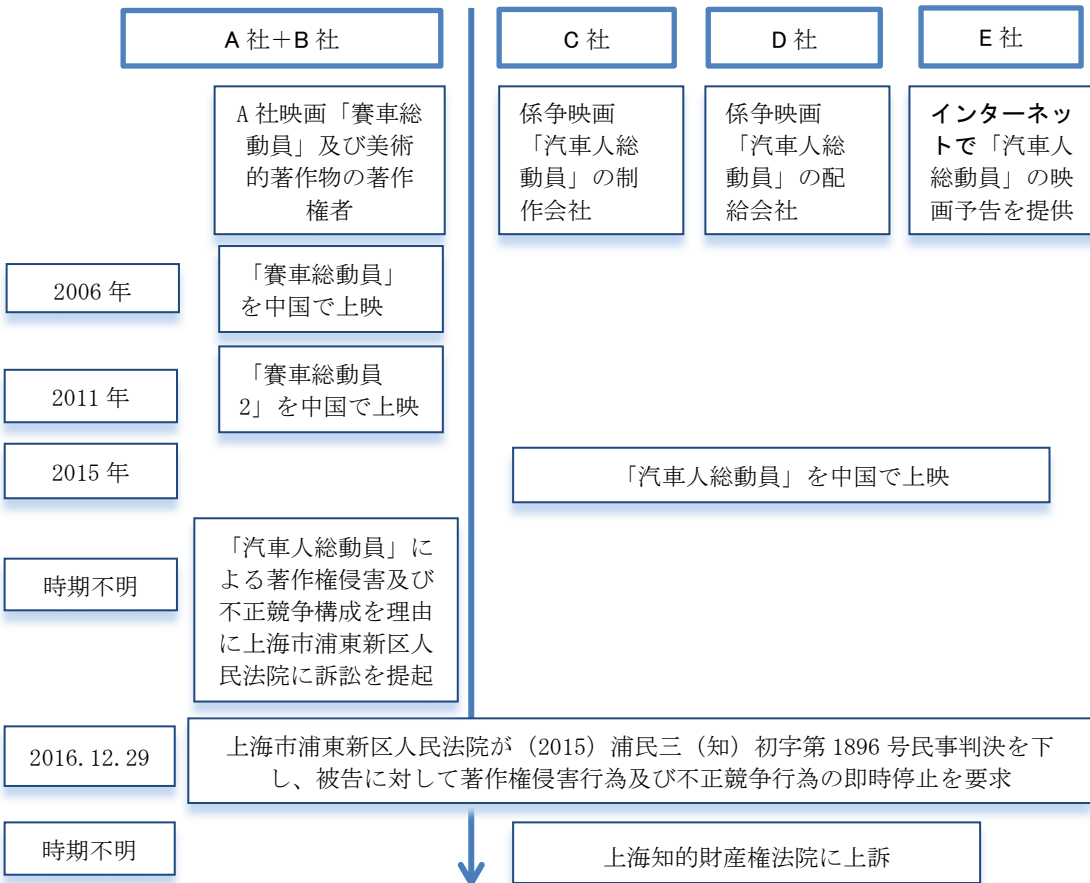 A 社＋B 社
C 社
D 社
E 社
A 社映画「賽車総
動員」及び美術
的著作物の著作
権者
係争映画
「汽車人総
動員」の制
作会社
係争映画
「汽車人総
動員」の配
給会社
インターネッ
トで「汽車人
総動員」の映
画予告を提供
2006 年
「賽車総動員」
を中国で上映
2011 年
「賽車総動員
2」を中国で上映
2015 年
「汽車人総動員」を中国で上映
時期不明
「汽車人総動員」に
よる著作権侵害及び
不正競争構成を理由
に上海市浦東新区人
民法院に訴訟を提起
2016.12.29
上海市浦東新区人民法院が（2015）浦民三（知）初字第 1896 号民事判決を下
し、被告に対して著作権侵害行為及び不正競争行為の即時停止を要求
時期不明
上海知的財産権法院に上訴